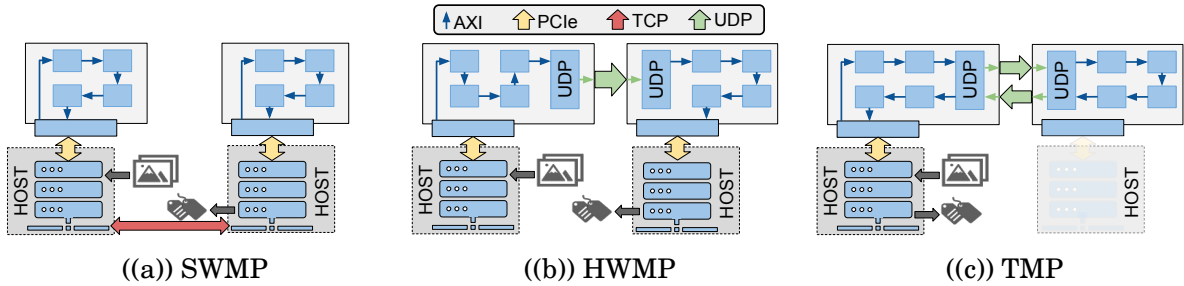 AXI PCIe TCP UDP
UDP UDP UDP UDP
HOST HOST HOST HOST HOST HOST
((a)) SWMP ((b)) HWMP ((c)) TMP